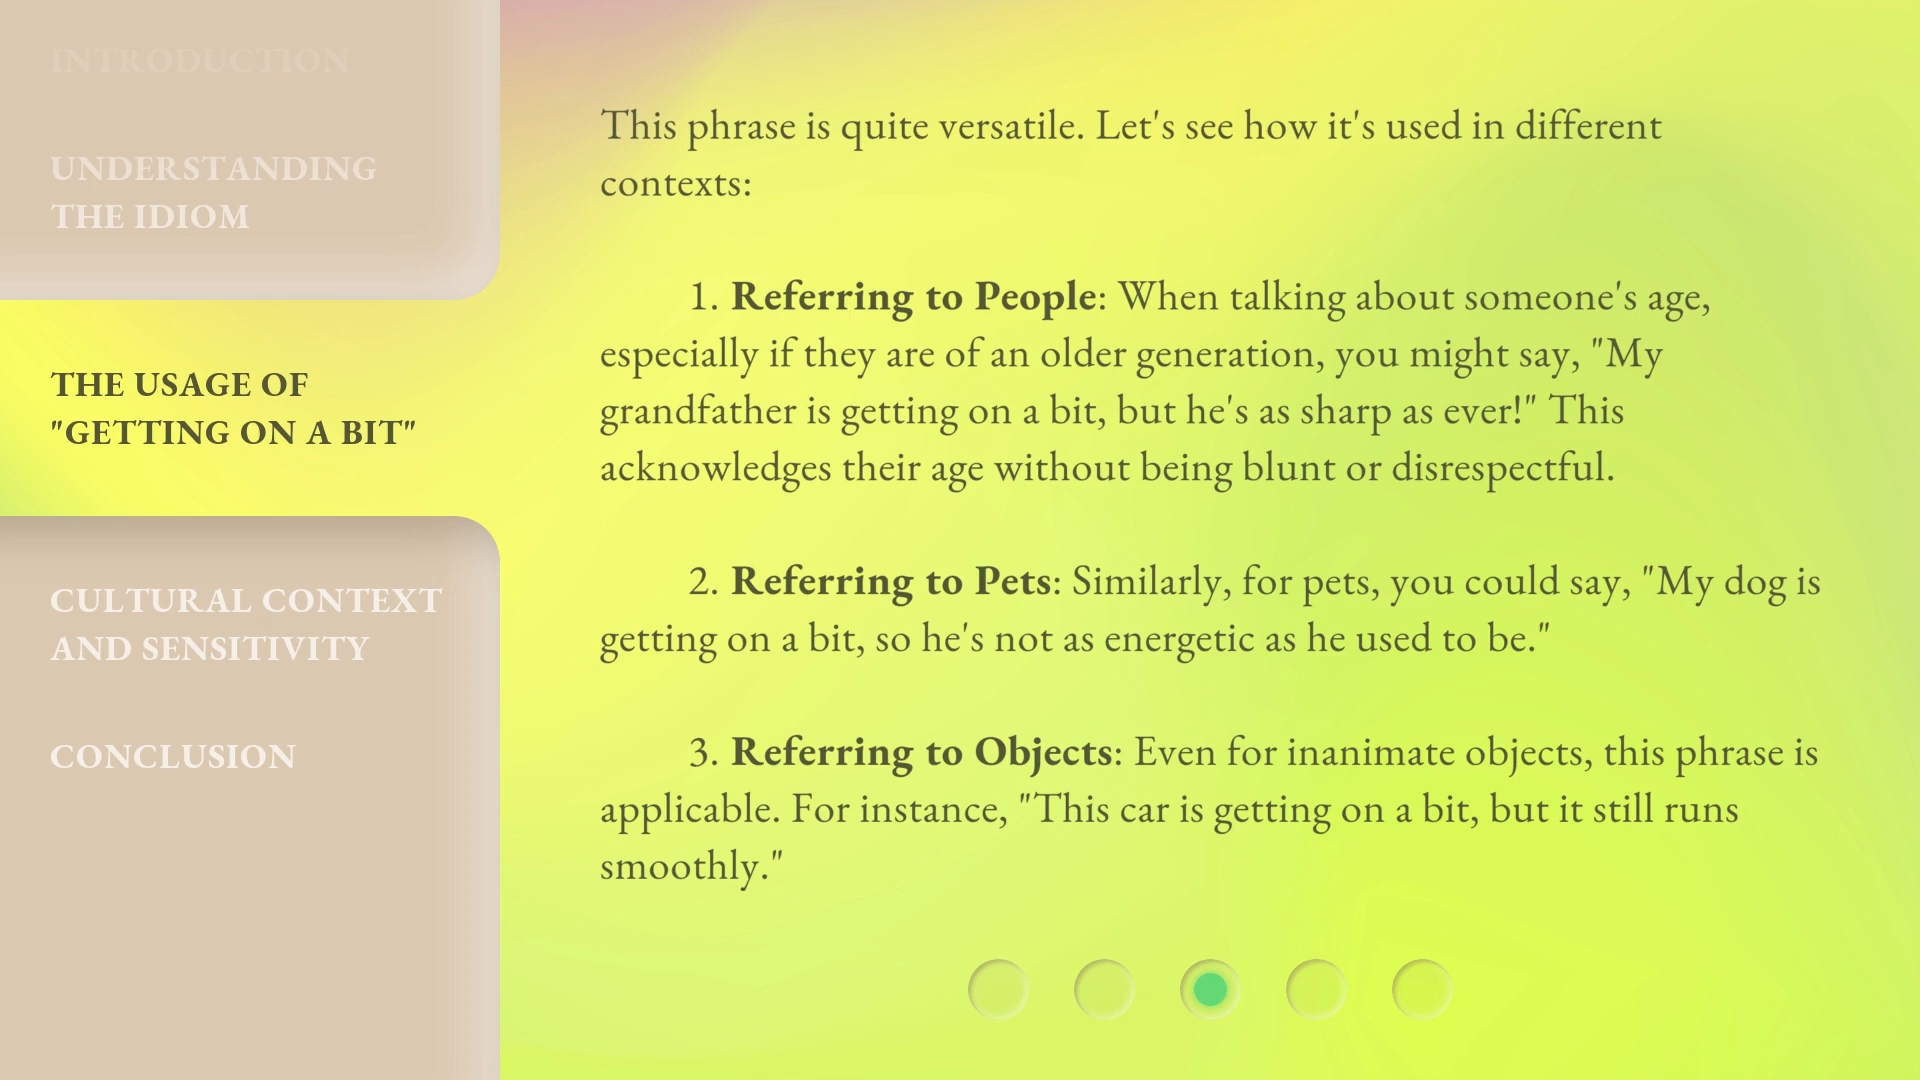 INTRODUCTION
UNDERSTANDING
THE IDIOM
THE USAGE OF
"GETTING ON A BIT"
CULTURAL CONTEXT
AND SENSITIVITY
CONCLUSION
This phrase is quite versatile. Let's see how it's used in different
contexts:
1. Referring to People: When talking about someone's age,
especially if they are of an older generation, you might say, "My
grandfather is getting on a bit, but he's as sharp as ever!" This
acknowledges their age without being blunt or disrespectful.
2. Referring to Pets: Similarly, for pets, you could say, "My dog is
getting on a bit, so he's not as energetic as he used to be."
3. Referring to Objects: Even for inanimate objects, this phrase is
applicable. For instance, "This car is getting on a bit, but it still runs
smoothly."